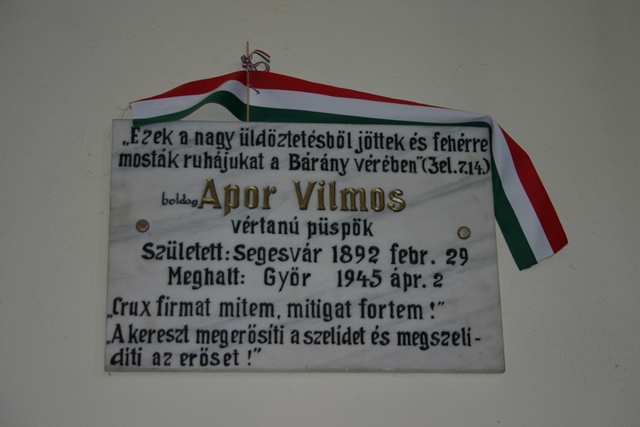 „Ezek a nagy üldöztetésből jöttek és fehérre
mosták ruhájukat a Bárány vérében"(Jel.7.14.)
boldog Apor Vilmos
vértanú püspök
Született: Segesvár 1892 febr. 29
Meghalt: Győr 1945 ápr. 2
„Crux firmat mitem, mitigat fortem!"
„A kereszt megerősíti a szelidet és megszeli-
díti az erőset!"